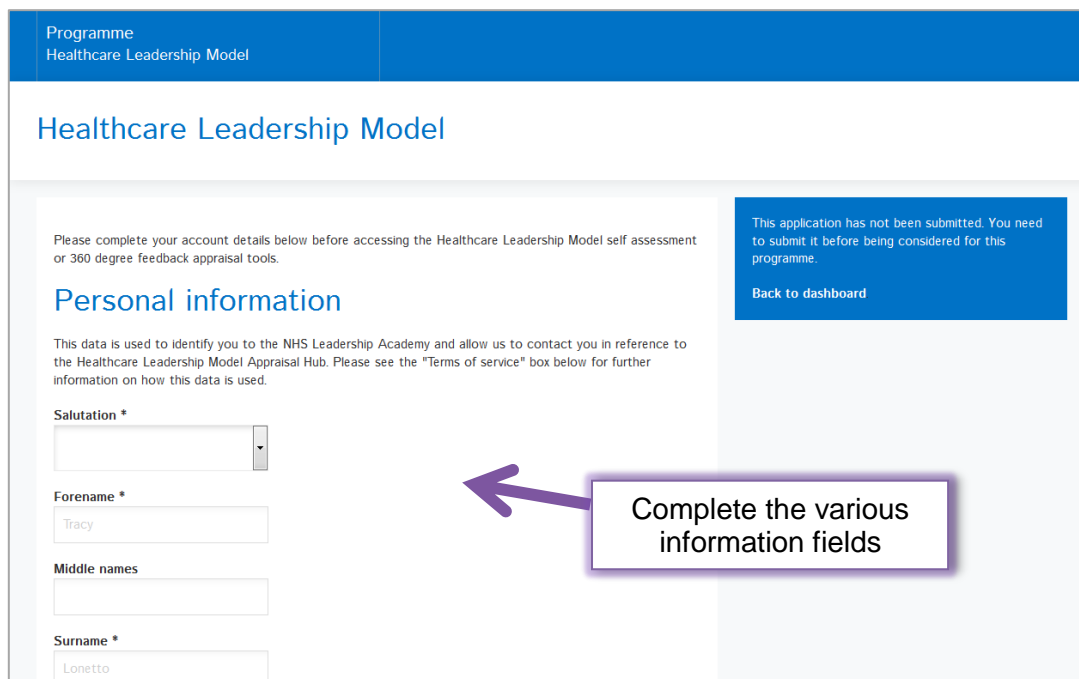 Programme
Healthcare Leadership Model
Healthcare Leadership Model
Please complete your account details below before accessing the Healthcare Leadership Model self assessment
or 360 degree feedback appraisal tools.
Personal information
This data is used to identify you to the NHS Leadership Academy and allow us to contact you in reference to
the Healthcare Leadership Model Appraisal Hub. Please see the "Terms of service" box below for further
information on how this data is used.
Salutation *
Forename *
Tracy
Middle names
Surname *
Lonetto
This application has not been submitted. You need
to submit it before being considered for this
programme.
Back to dashboard
Complete the various
information fields